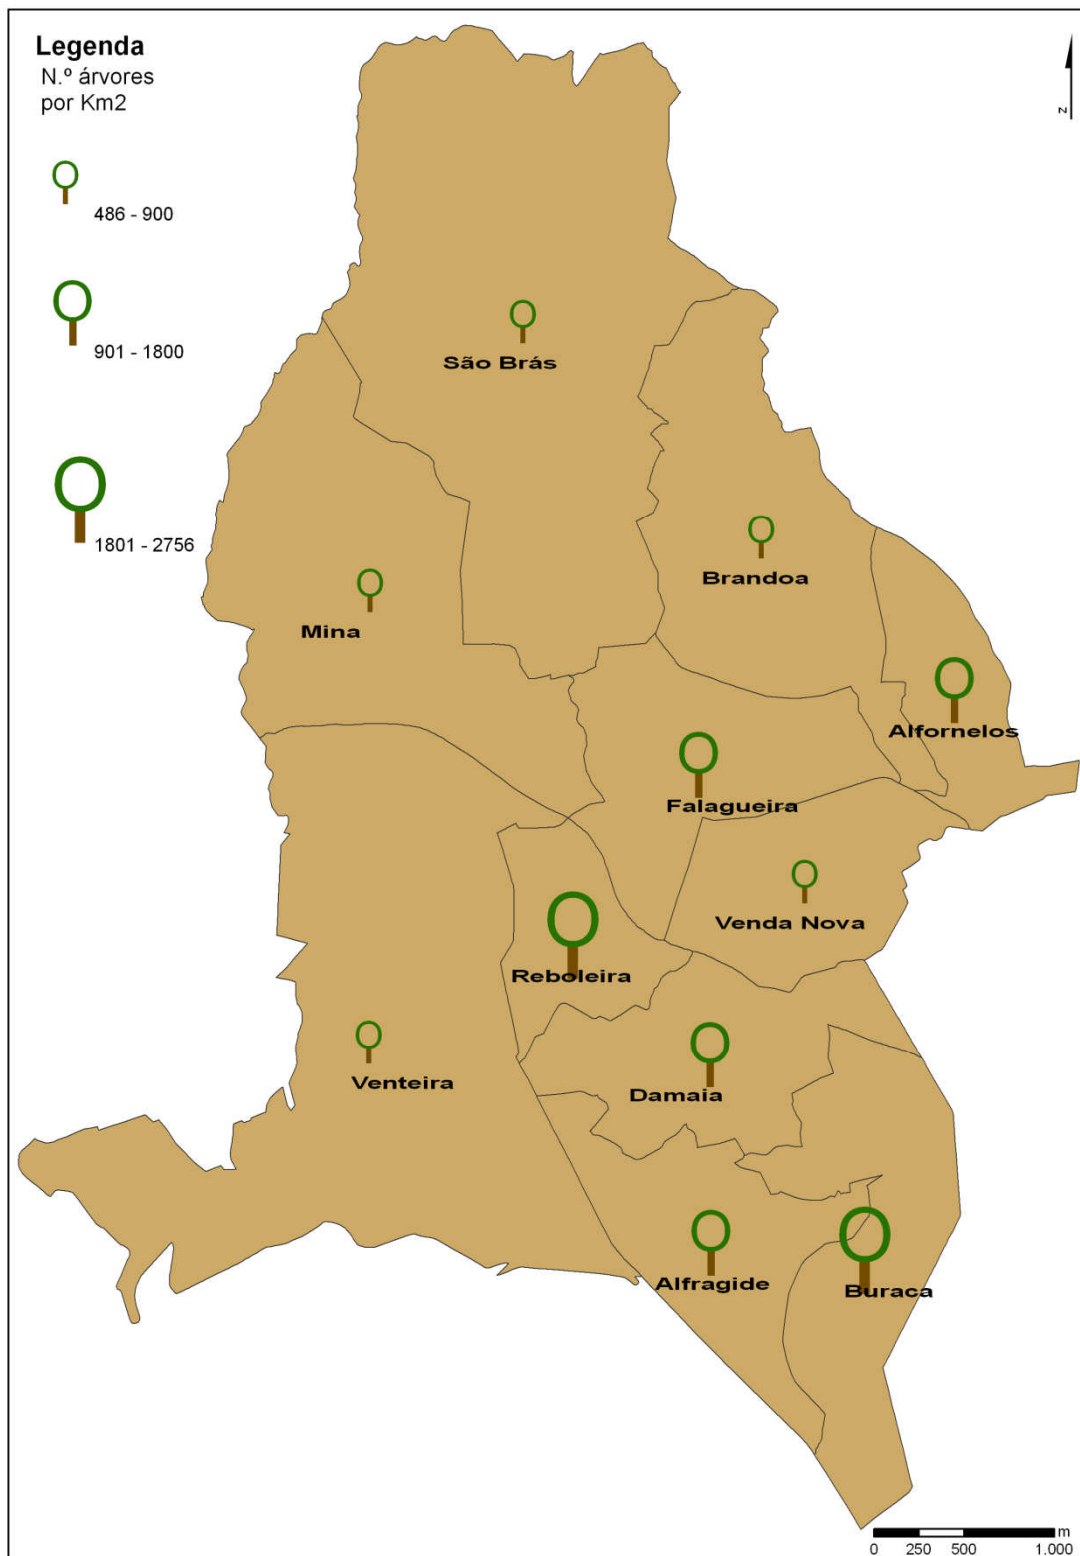 Legenda
N.º árvores
por Km2
z
486 - 900
901 - 1800
1801 - 2756
São Brás
Brandoa
Mina
Alfornelos
Falagueira
Venda Nova
Reboleira
Venteira
Damaia
Alfragide
Buraca
m
0 250 500 1.000